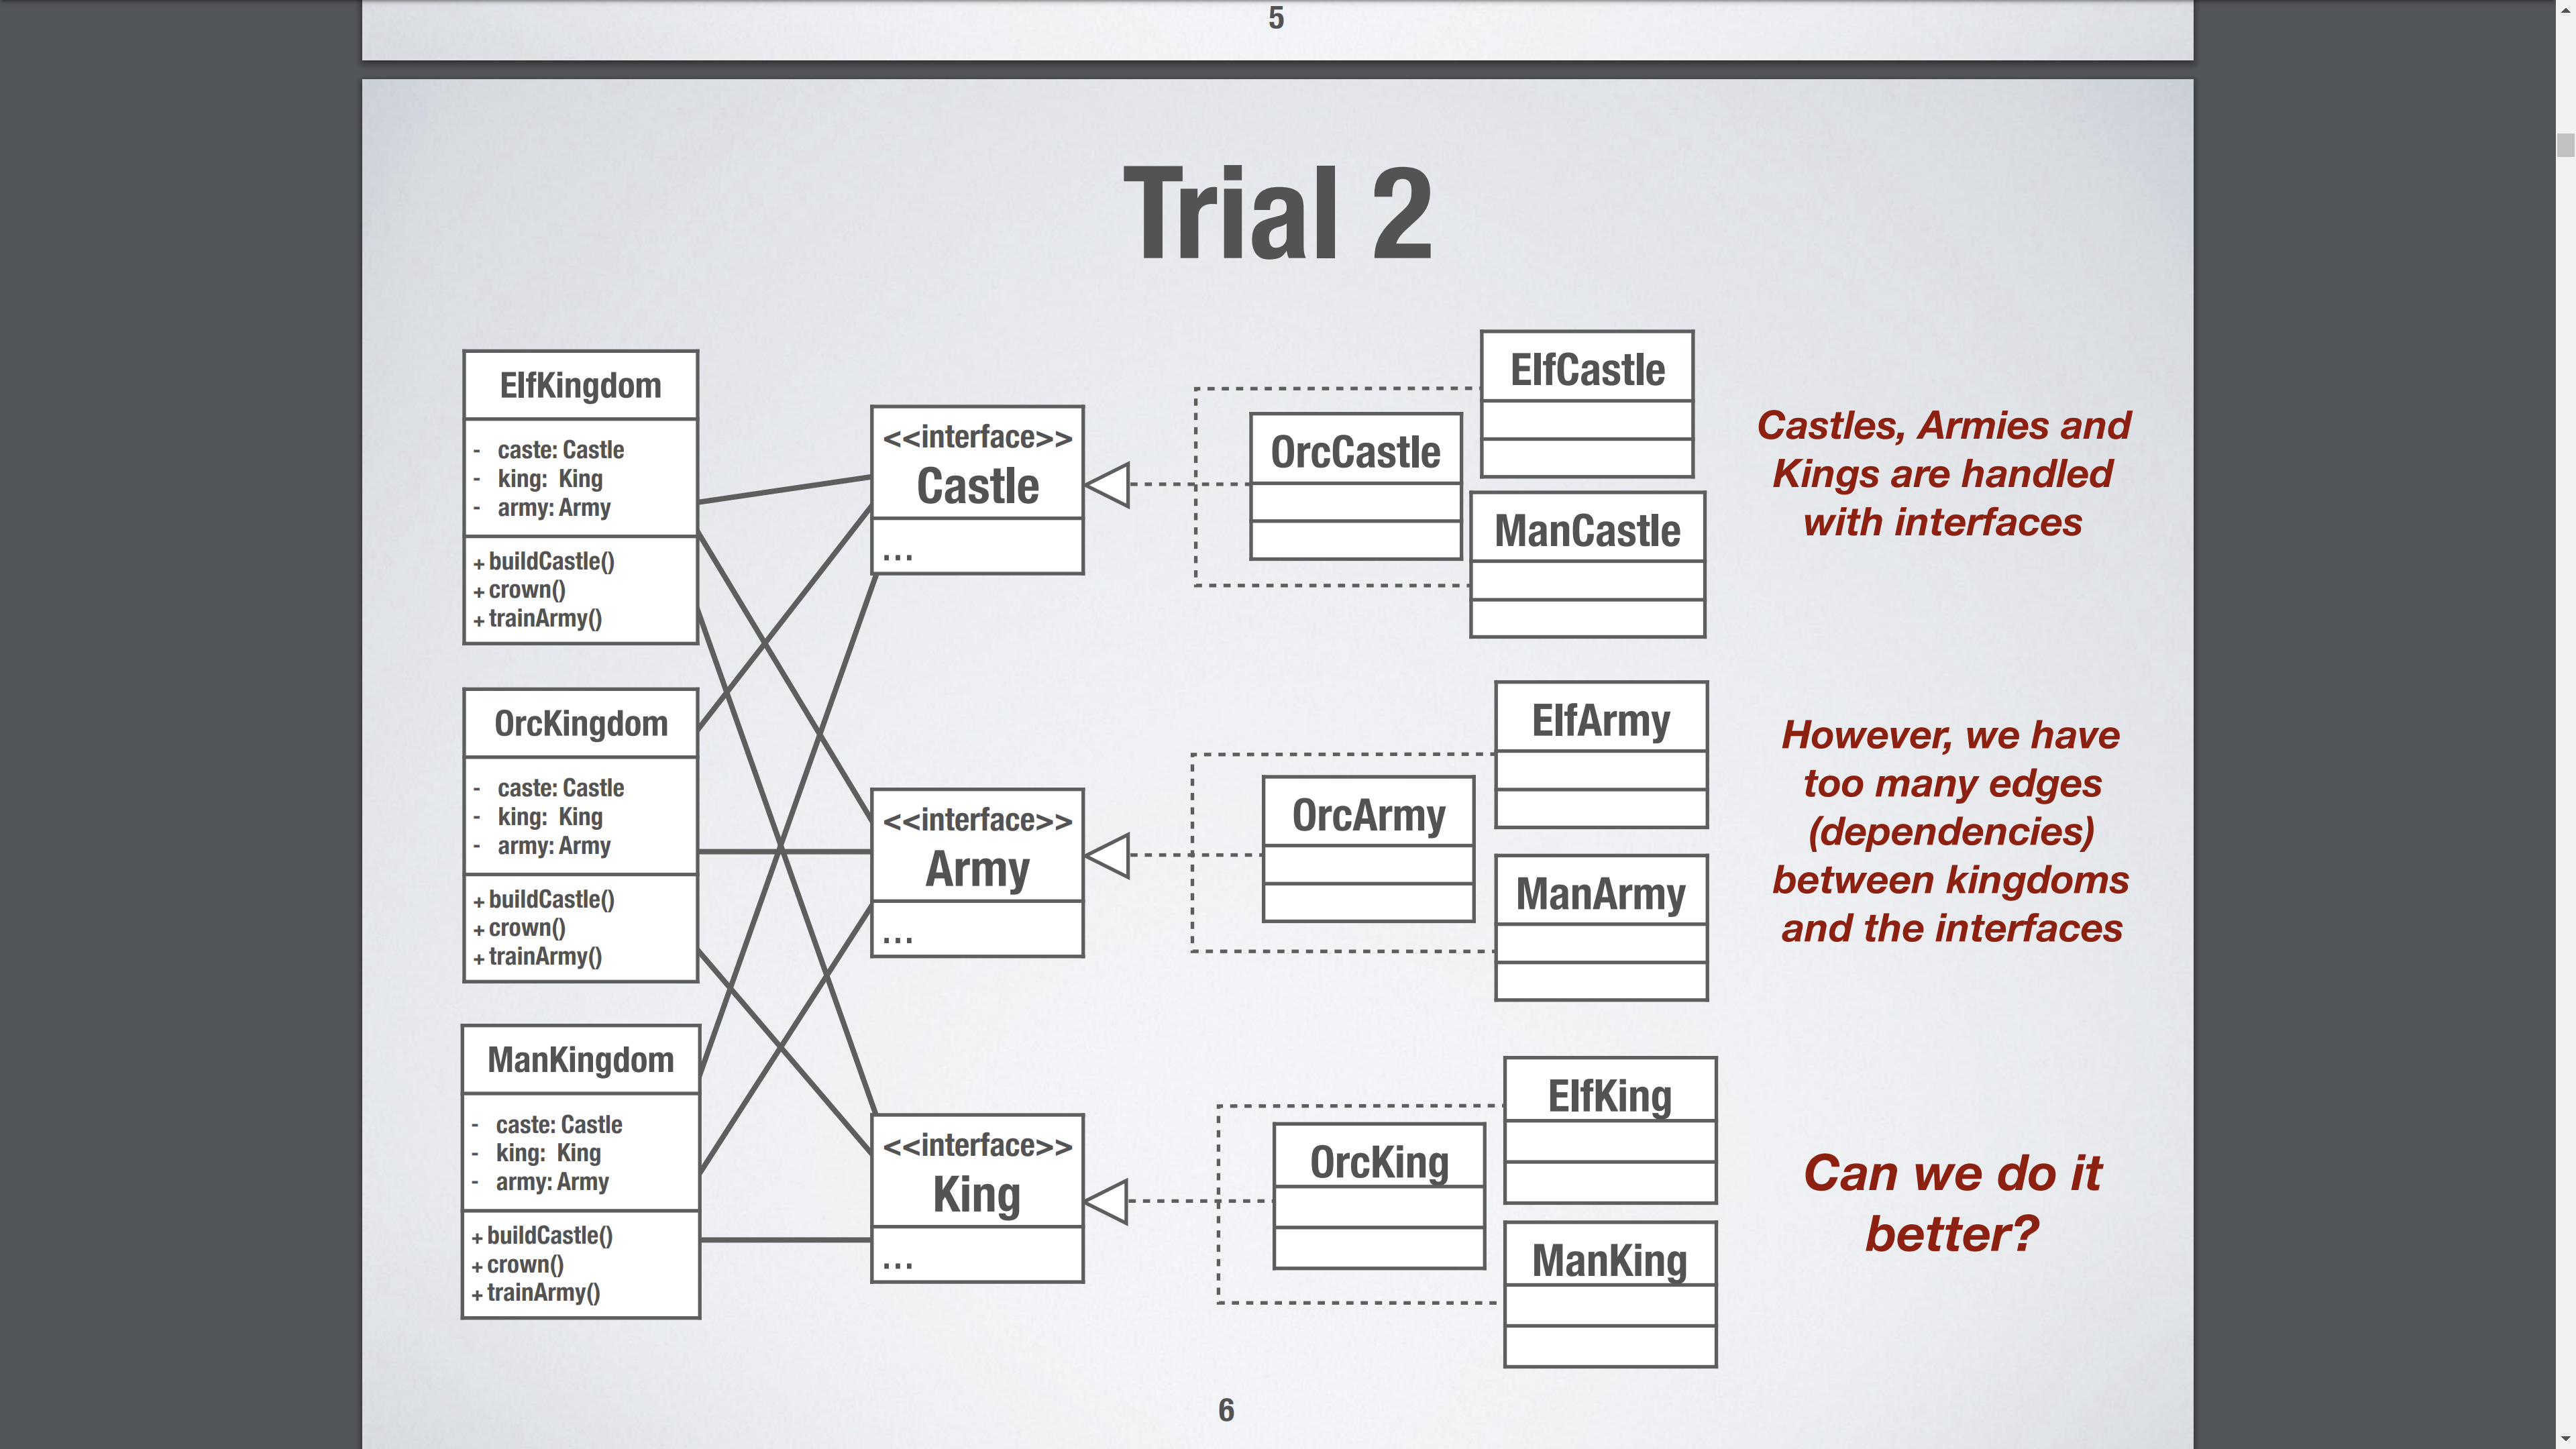 5
Trial 2
ElfKingdom
- caste: Castle
- king: King
- army: Army
+ buildCastle()
+ crown()
+ trainArmy()
OrcKingdom
- caste: Castle
- king: King
- army: Army
+ buildCastle()
+ crown()
+ trainArmy()
ManKingdom
- caste: Castle
- king: King
- army: Army
+ buildCastle()
+ crown()
+ trainArmy()
<<interface>>
Castle
...
<<interface>>
Army
...
<<interface>>
King
...
ElfCastle
OrcCastle
ManCastle
ElfArmy
OrcArmy
ManArmy
ElfKing
OrcKing
ManKing
Castles, Armies and
Kings are handled
with interfaces
However, we have
too many edges
(dependencies)
between kingdoms
and the interfaces
Can we do it
better?
6